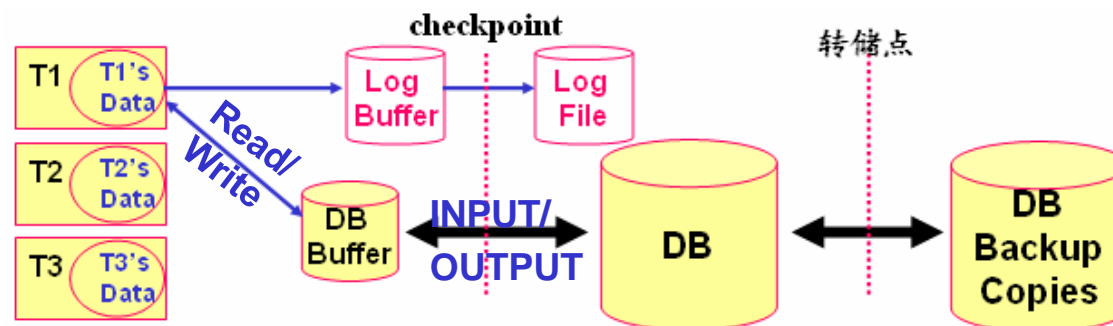 checkpoint
转储点
T1
T1's
Data
Log
Buffer
Log
File
Read/
Write
T2
T2's
Data
DB
Buffer
INPUT/
OUTPUT
DB
DB
Backup
Copies
T3
T3's
Data